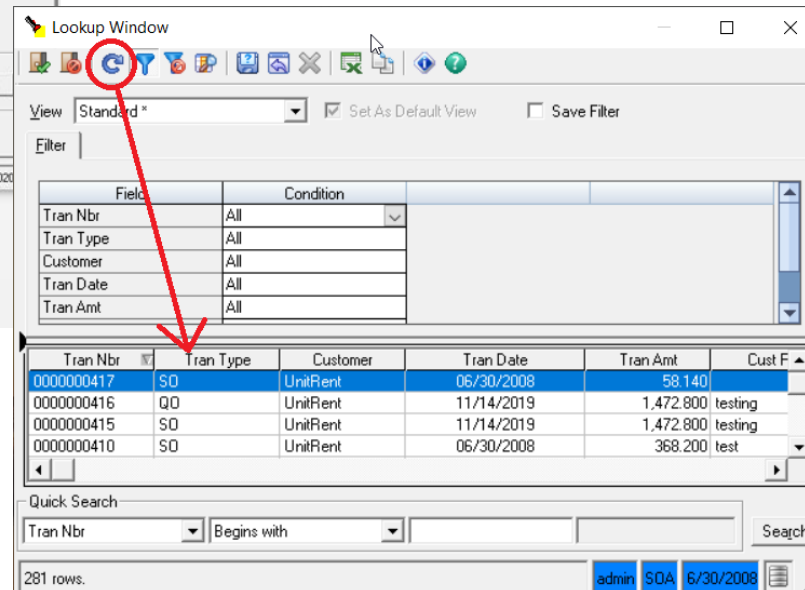 Lookup Window
View Standard * Set As Default View Save Filter
Filter
020
Field Condition
Tran Nbr All
Tran Type All
Customer All
Tran Date All
Tran Amt All
Tran Nbr Tran Type Customer Tran Date Tran Amt Cust F
0000000417 SO UnitRent 06/30/2008 58.140
0000000416 QO UnitRent 11/14/2019 1,472.800 testing
0000000415 SO UnitRent 11/14/2019 1,472.800 testing
0000000410 SO UnitRent 06/30/2008 368.200 test
Quick Search
Tran Nbr Begins with Search
281 rows. admin SOA 6/30/2008